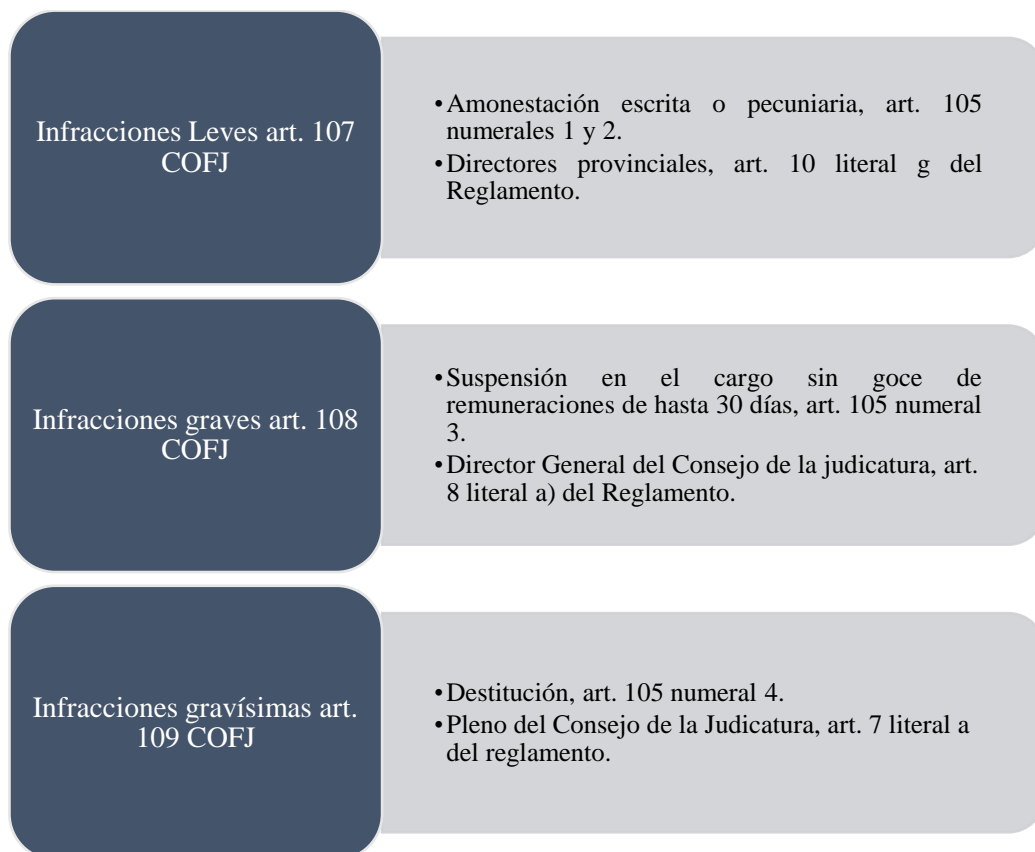 Infracciones Leves art. 107
COFJ
•Amonestación escrita o pecuniaria, art. 105
numerales 1 y 2.
•Directores provinciales, art. 10 literal g del
Reglamento.
Infracciones graves art. 108
COFJ
•Suspensión en el cargo sin goce de
remuneraciones de hasta 30 días, art. 105 numeral
3.
•Director General del Consejo de la judicatura, art.
8 literal a) del Reglamento.
Infracciones gravísimas art.
109 COFJ
•Destitución, art. 105 numeral 4.
•Pleno del Consejo de la Judicatura, art. 7 literal a
del reglamento.